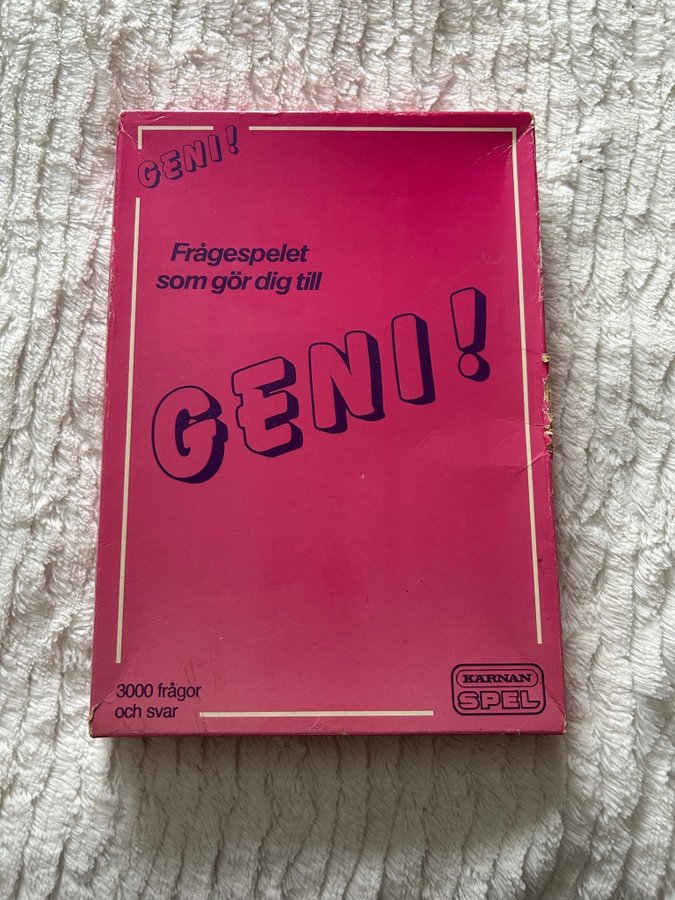 GENI!
Frågespelet
som gör dig till
GENI!
3000 frågor
och svar
KÄRNAN
SPEL